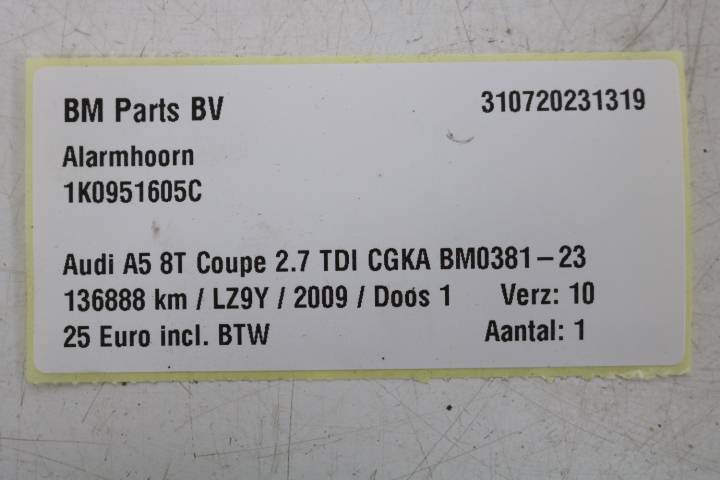 BM Parts BV 310720231319
Alarmhoorn
1K0951605C
Audi A5 8T Coupe 2.7 TDI CGKA BM0381-23
136888 km / LZ9Y / 2009 / Doos 1 Verz: 10
25 Euro incl. BTW Aantal: 1